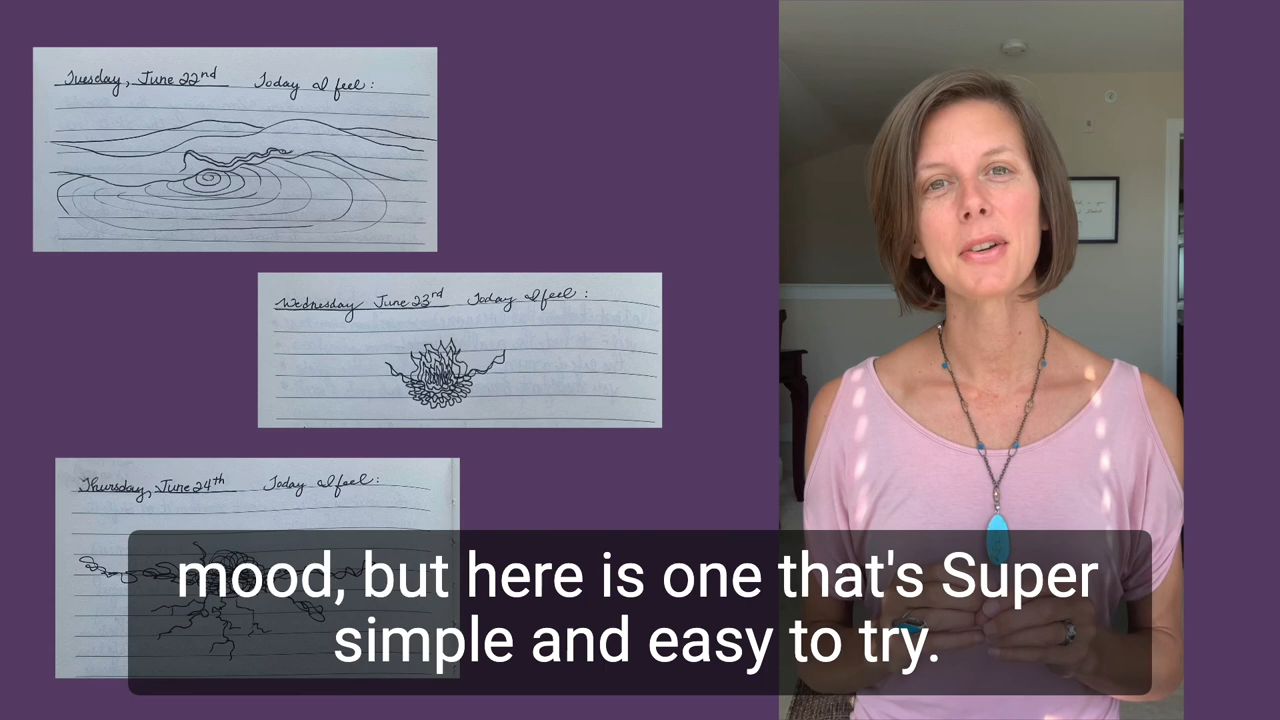 Tuesday, June 22nd Today I feel:
Wednesday June 23rd Today I feel:
Thursday, June 24th Today I feel:
mood, but here is one that's Super
simple and easy to try.